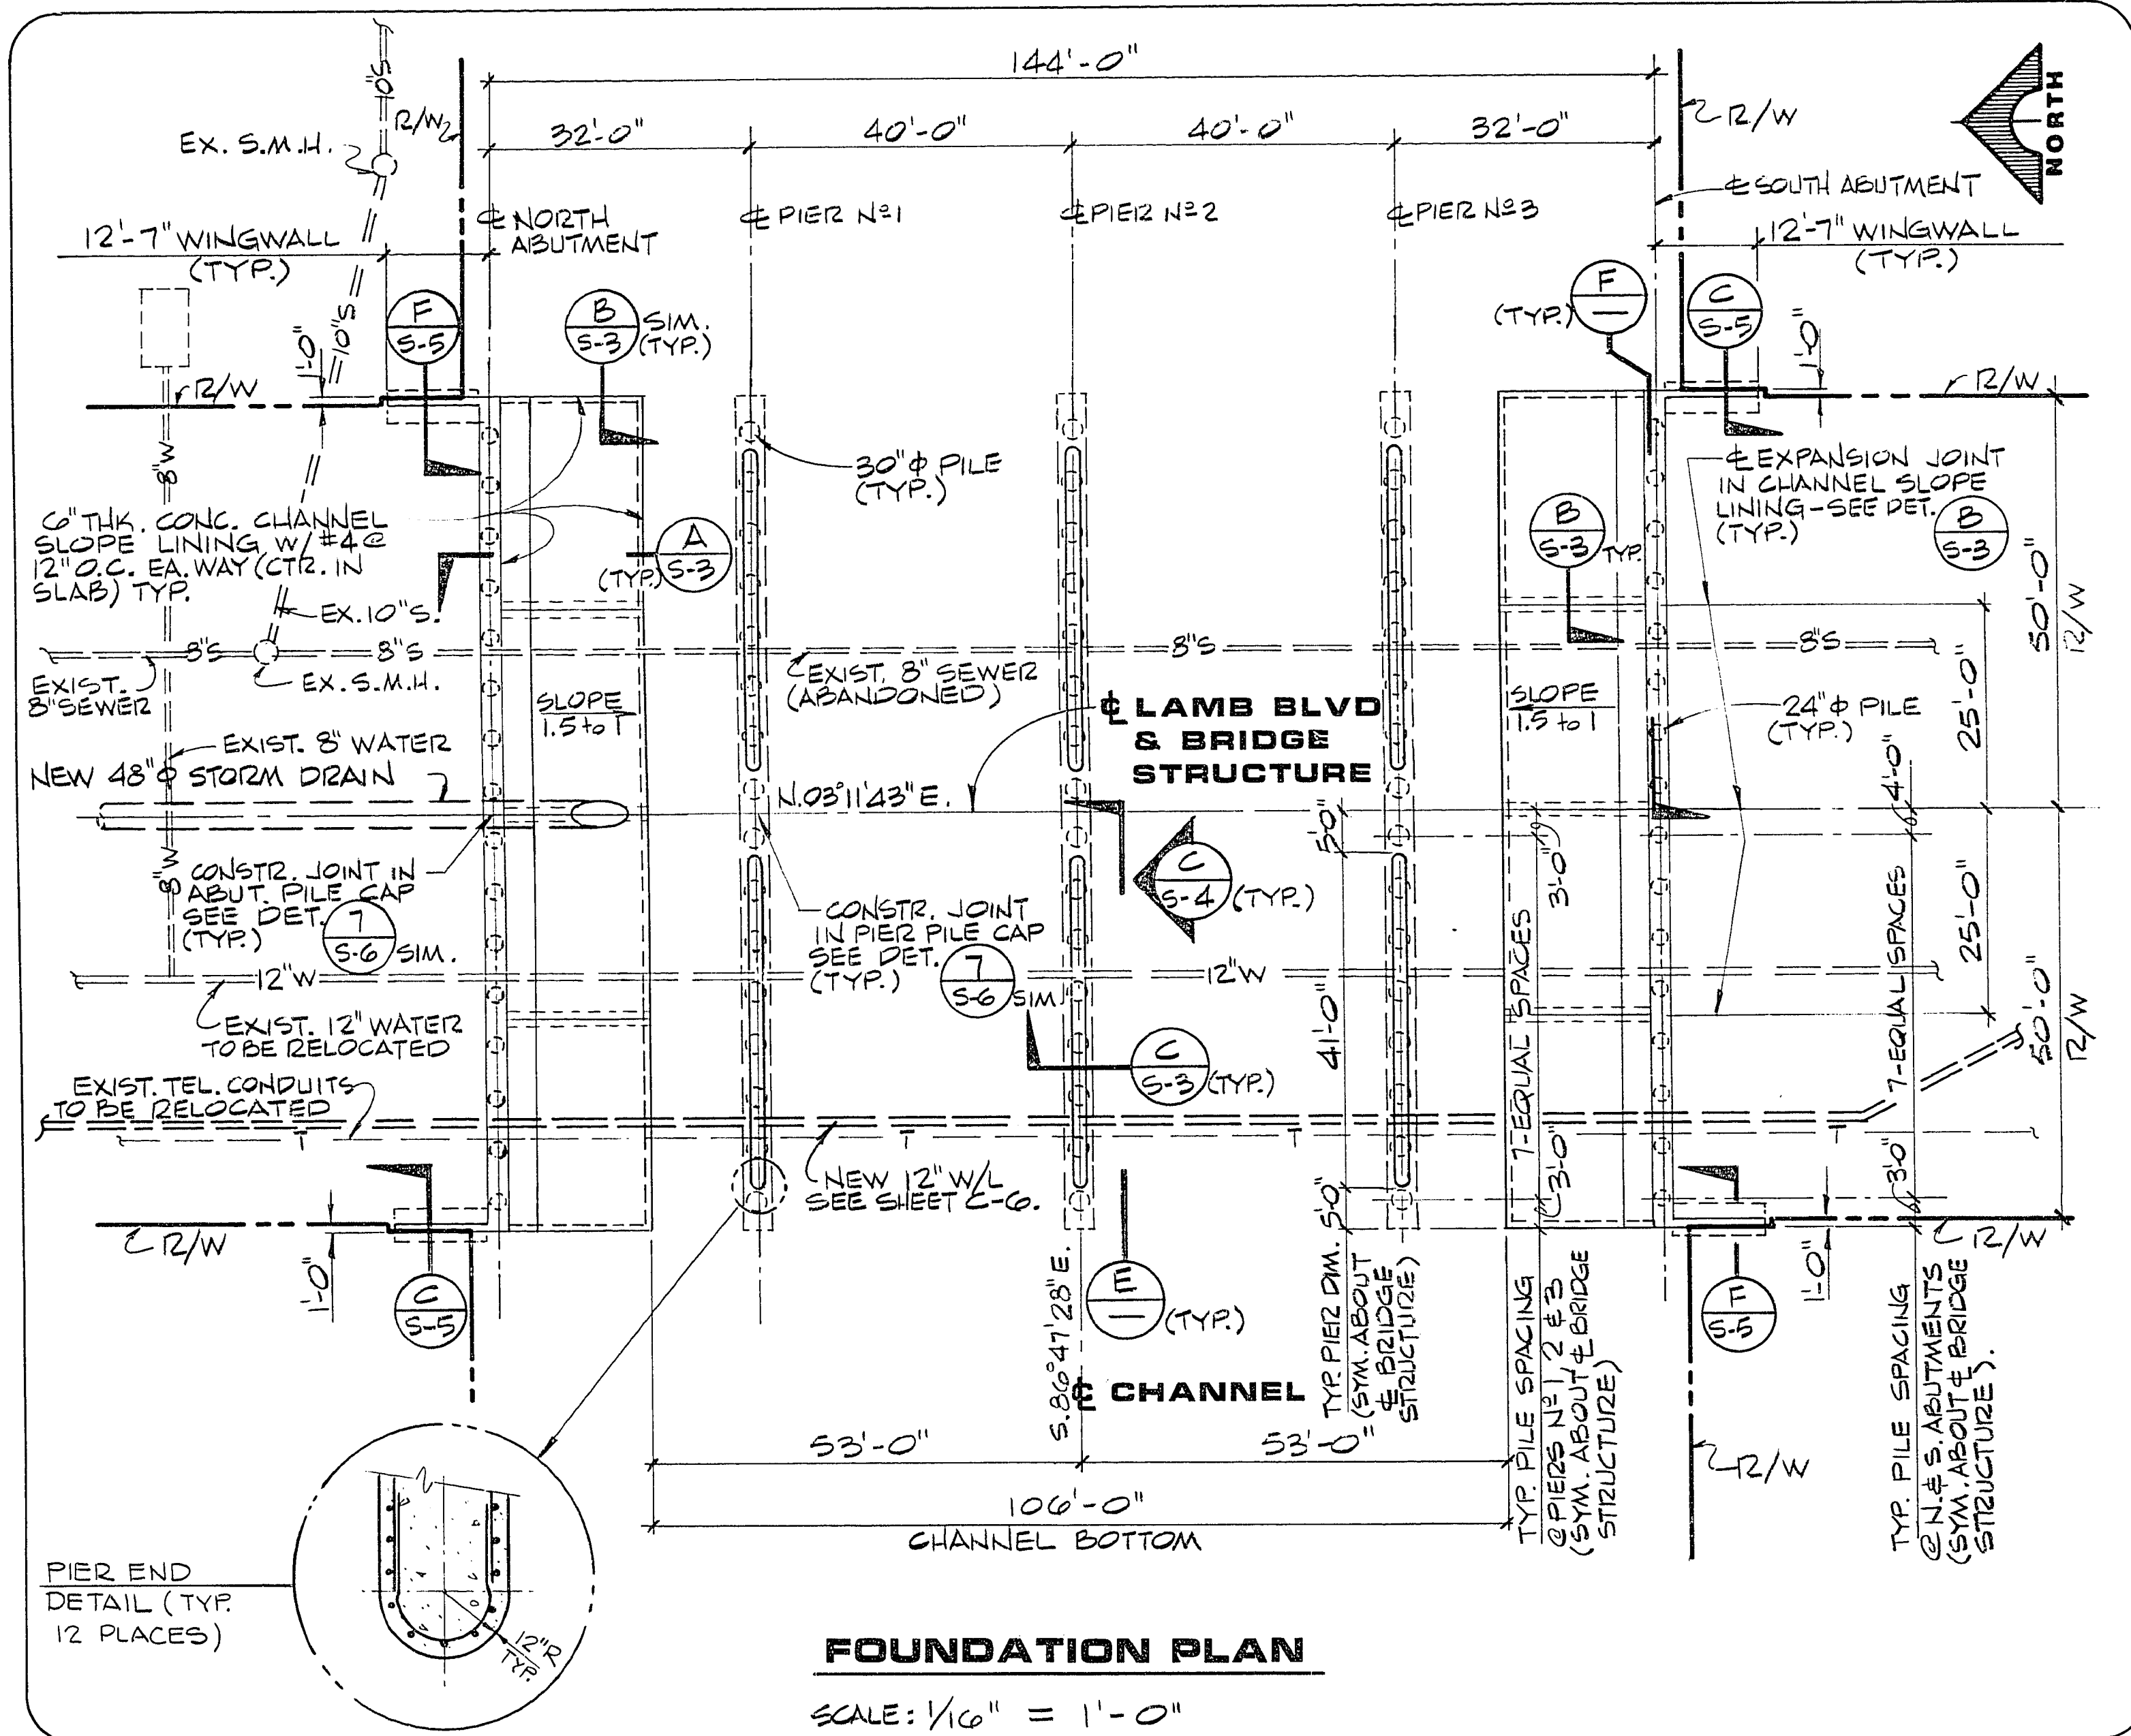 144'-0"
32'-0"
40'-0"
40'-0"
32'-0"
NORTH
0"S
R/W
EX. S.M.H.
R/W
℄ SOUTH ABUTMENT
℄ NORTH
ABUTMENT
℄ PIER Nº1
℄ PIER Nº2
℄ PIER Nº3
12'-7" WINGWALL
(TYP.)
12'-7" WINGWALL
(TYP.)
10"S
1'-0"
F
S-5
B
S-3
SIM.
(TYP.)
F
—
(TYP.)
C
S-5
1'-0"
R/W
R/W
8"W
30"Φ PILE
(TYP.)
℄ EXPANSION JOINT
IN CHANNEL SLOPE
LINING-SEE DET.
(TYP.)
B
S-3
B
S-3
TYP.
6" THK. CONC. CHANNEL
SLOPE LINING W/ #4@
12" O.C. EA. WAY (CTR. IN
SLAB) TYP.
A
S-3
(TYP.)
EX. 10"S.
8"S
8"S
8"S
8"S
EX. S.M.H.
EXIST.
8" SEWER
EXIST. 8" SEWER
(ABANDONED)
50'-0"
R/W
25'-0"
SLOPE
1.5 to 1
SLOPE
1.5 to 1
℄ LAMB BLVD
& BRIDGE
STRUCTURE
24"Φ PILE
(TYP.)
EXIST. 8" WATER
NEW 48"Φ STORM DRAIN
N.03°11'43"E.
4'-0"
5'0"
3'-0"
8"W
CONSTR. JOINT IN
ABUT. PILE CAP
SEE DET.
(TYP.)
7
S-6
SIM.
CONSTR. JOINT
IN PIER PILE CAP
SEE DET.
(TYP.)
7
S-6
SIM.
C
S-4
(TYP.)
25'-0"
50'-0"
R/W
7-EQUAL SPACES
7-EQUAL SPACES
12"W
12"W
EXIST. 12" WATER
TO BE RELOCATED
41'-0"
C
S-3
(TYP.)
EXIST. TEL. CONDUITS
TO BE RELOCATED
T
T
T
T
NEW 12" W/L
SEE SHEET C-6.
5'-0"
3'-0"
3'-0"
R/W
R/W
1'-0"
1'-0"
C
S-5
E
—
(TYP.)
F
S-5
S.86°47'28"E.
℄ CHANNEL
TYP. PIER DIM.
(SYM. ABOUT
℄ BRIDGE
STRUCTURE)
TYP. PILE SPACING
@ PIERS Nº 1, 2 & 3
(SYM. ABOUT ℄ BRIDGE
STRUCTURE)
TYP. PILE SPACING
@ N. & S. ABUTMENTS
(SYM. ABOUT ℄ BRIDGE
STRUCTURE).
R/W
53'-0"
53'-0"
106'-0"
CHANNEL BOTTOM
PIER END
DETAIL (TYP.
12 PLACES)
12"R
TYP.
FOUNDATION PLAN
SCALE: 1/16" = 1'-0"